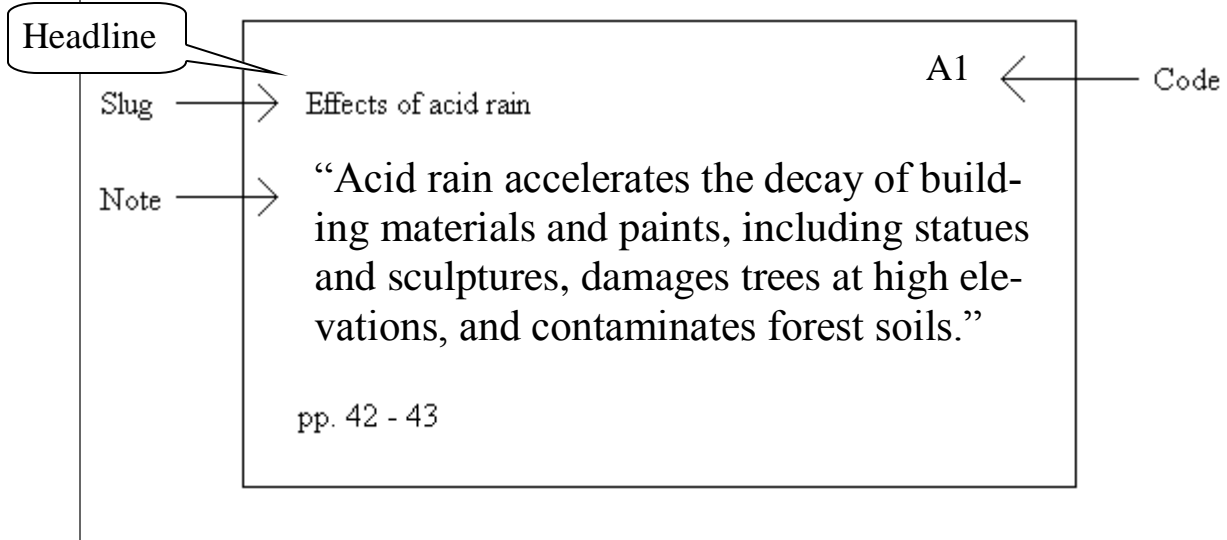 Headline
A1
Code
Slug
Effects of acid rain
Note
“Acid rain accelerates the decay of build-
ing materials and paints, including statues
and sculptures, damages trees at high ele-
vations, and contaminates forest soils.”
pp. 42 - 43